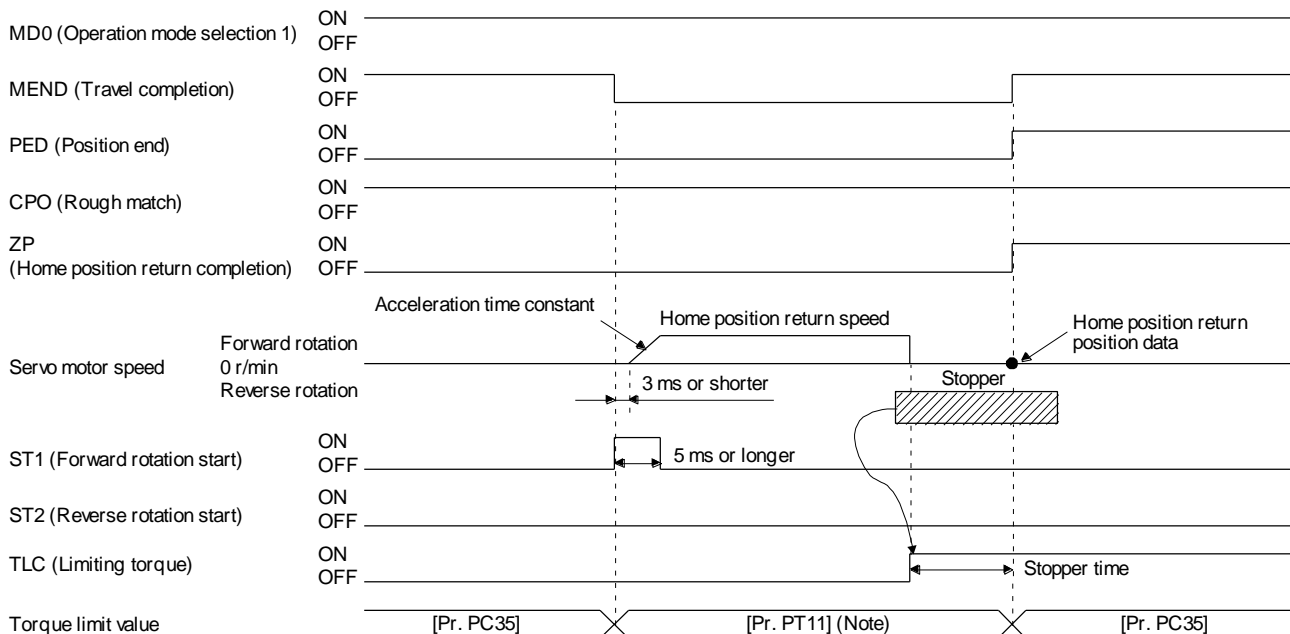 MD0 (Operation mode selection 1)
ON
OFF
MEND (Travel completion)
ON
OFF
PED (Position end)
ON
OFF
CPO (Rough match)
ON
OFF
ZP
(Home position return completion)
ON
OFF
Acceleration time constant
Home position return speed
Home position return
position data
Servo motor speed
Forward rotation
0 r/min
Reverse rotation
3 ms or shorter
Stopper
ST1 (Forward rotation start)
ON
OFF
5 ms or longer
ST2 (Reverse rotation start)
ON
OFF
TLC (Limiting torque)
ON
OFF
Stopper time
Torque limit value
[Pr. PC35]
[Pr. PT11] (Note)
[Pr. PC35]